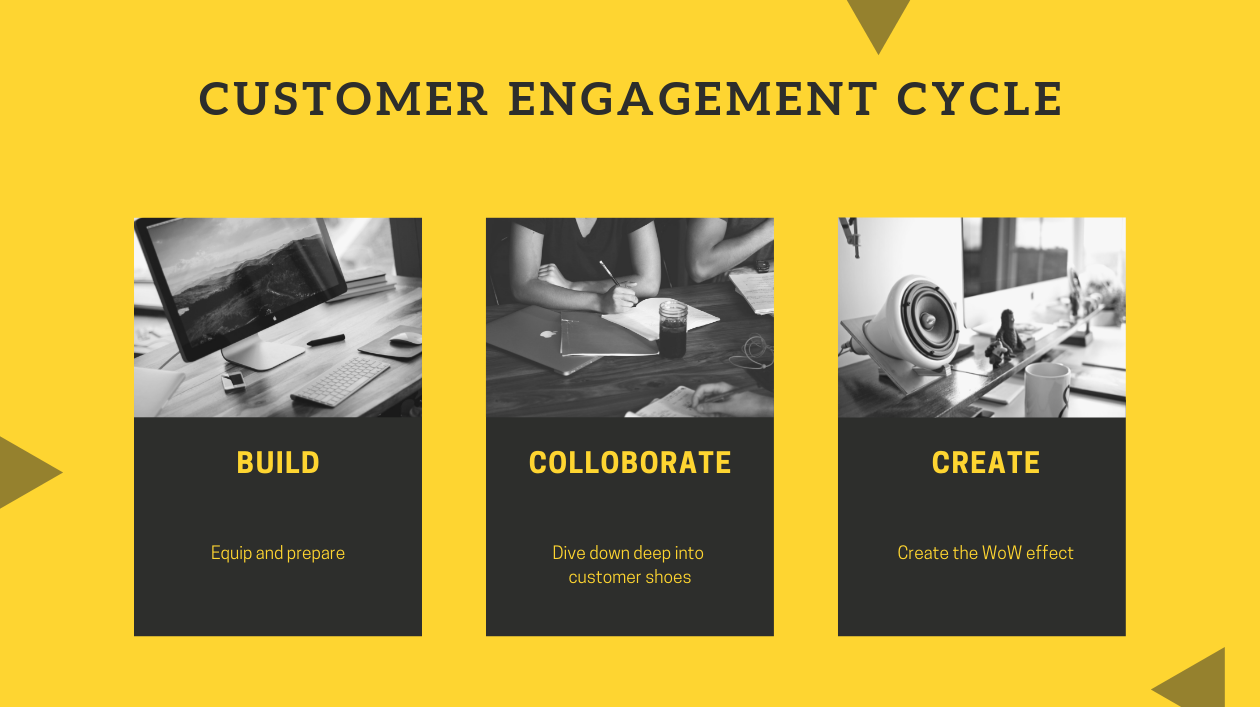 CUSTOMER ENGAGEMENT CYCLE
BUILD
Equip and prepare
COLLOBORATE
Dive down deep into
customer shoes
CREATE
Create the WoW effect